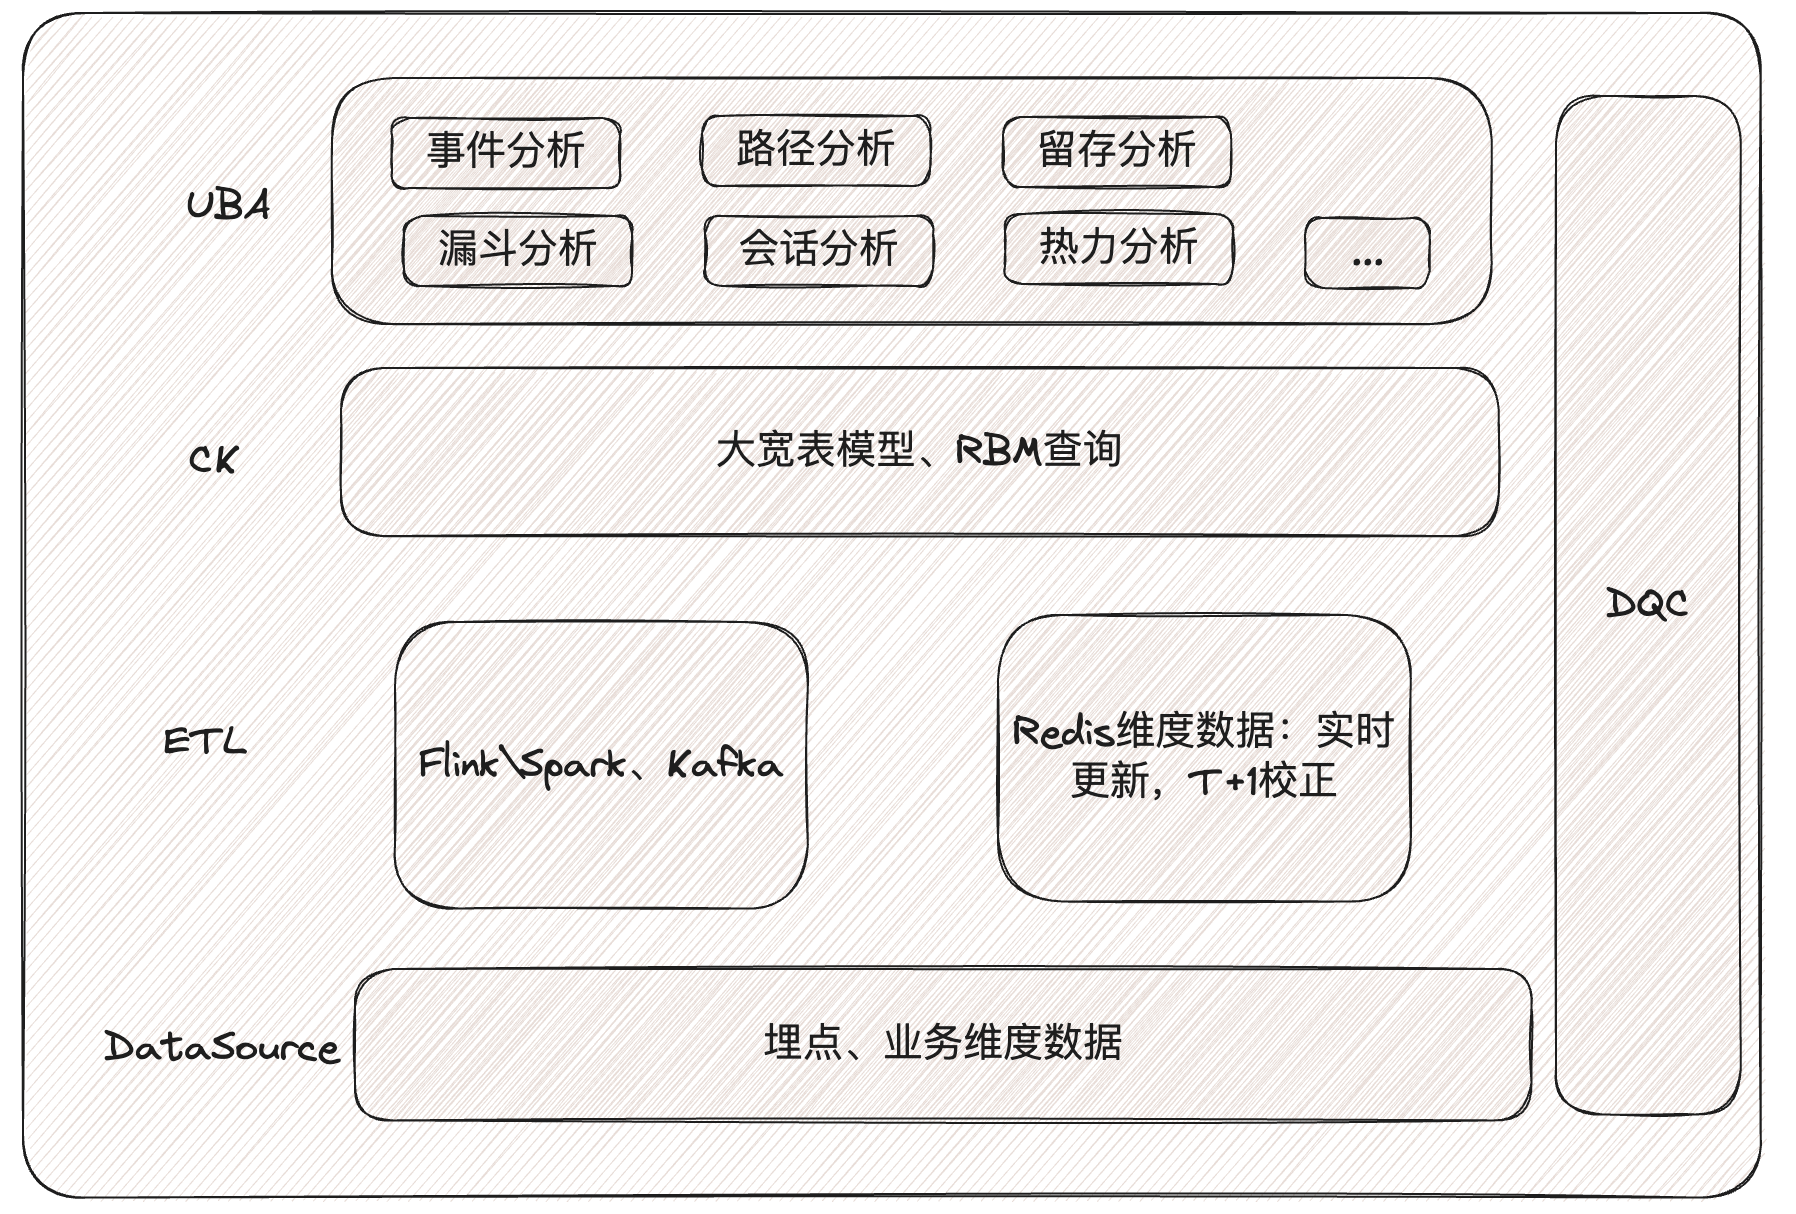 UBA
事件分析
路径分析
留存分析
漏斗分析
会话分析
热力分析
...
CK
大宽表模型、RBM查询
ETL
Flink\Spark、Kafka
Redis维度数据：实时
更新，T+1校正
DataSource
埋点、业务维度数据
DQC